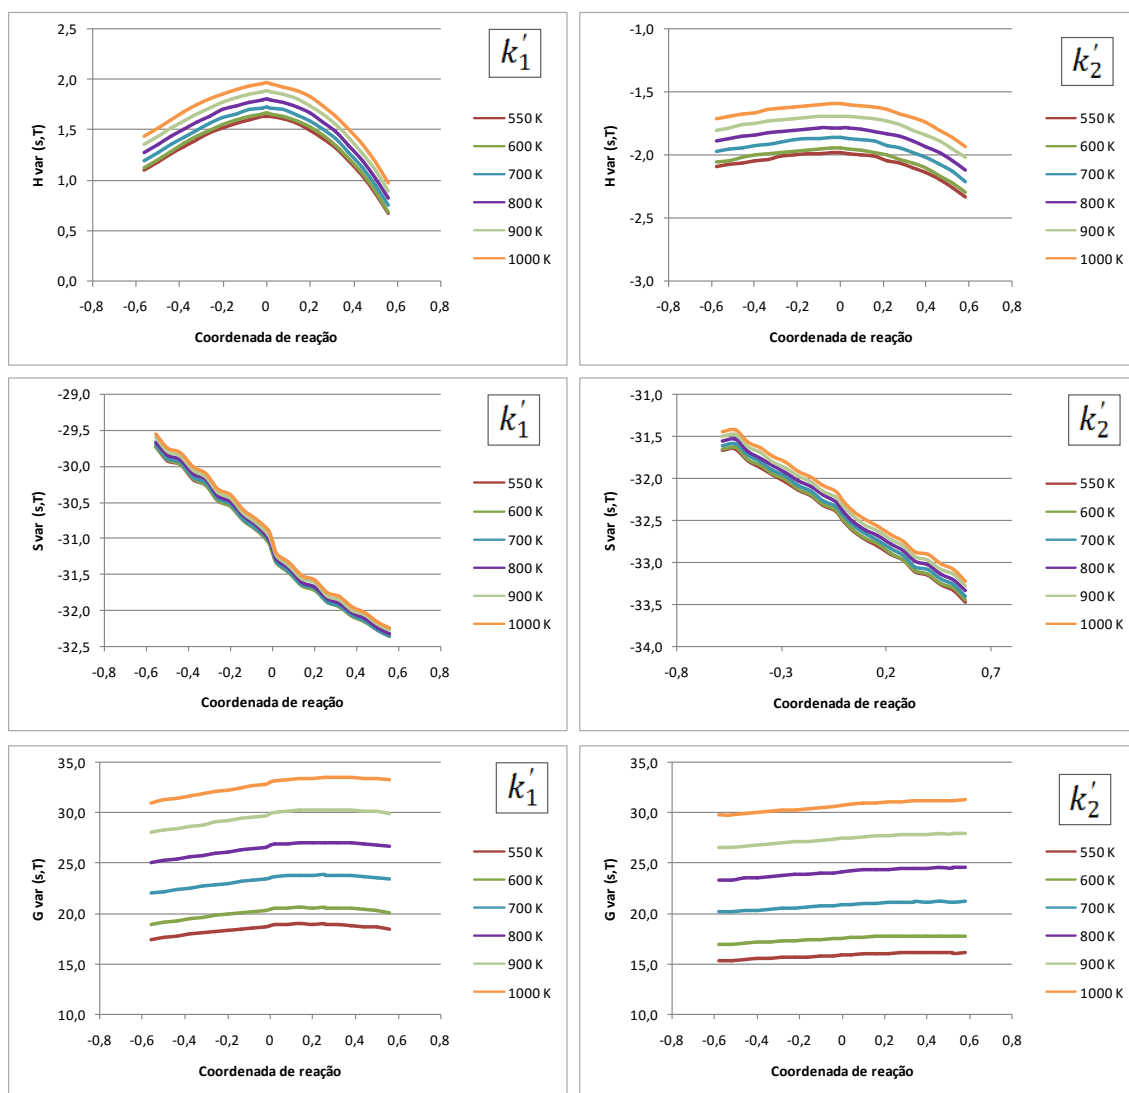 k′1
2,5
2,0
1,5
1,0
0,5
0,0
H var (s,T)
-0,8 -0,6 -0,4 -0,2 0 0,2 0,4 0,6 0,8
Coordenada de reação
550 K
600 K
700 K
800 K
900 K
1000 K
k′2
-1,0
-1,5
-2,0
-2,5
-3,0
H var (s,T)
-0,8 -0,6 -0,4 -0,2 0 0,2 0,4 0,6 0,8
Coordenada de reação
550 K
600 K
700 K
800 K
900 K
1000 K
k′1
-29,0
-29,5
-30,0
-30,5
-31,0
-31,5
-32,0
-32,5
S var (s,T)
-0,8 -0,6 -0,4 -0,2 0 0,2 0,4 0,6 0,8
Coordenada de reação
550 K
600 K
700 K
800 K
900 K
1000 K
k′2
-31,0
-31,5
-32,0
-32,5
-33,0
-33,5
-34,0
S var (s,T)
-0,8 -0,3 0,2 0,7
Coordenada de reação
550 K
600 K
700 K
800 K
900 K
1000 K
k′1
35,0
30,0
25,0
20,0
15,0
10,0
G var (s,T)
-0,8 -0,6 -0,4 -0,2 0 0,2 0,4 0,6 0,8
Coordenada de reação
550 K
600 K
700 K
800 K
900 K
1000 K
k′2
35,0
30,0
25,0
20,0
15,0
10,0
G var (s,T)
-0,8 -0,6 -0,4 -0,2 0 0,2 0,4 0,6 0,8
Coordenada de reação
550 K
600 K
700 K
800 K
900 K
1000 K